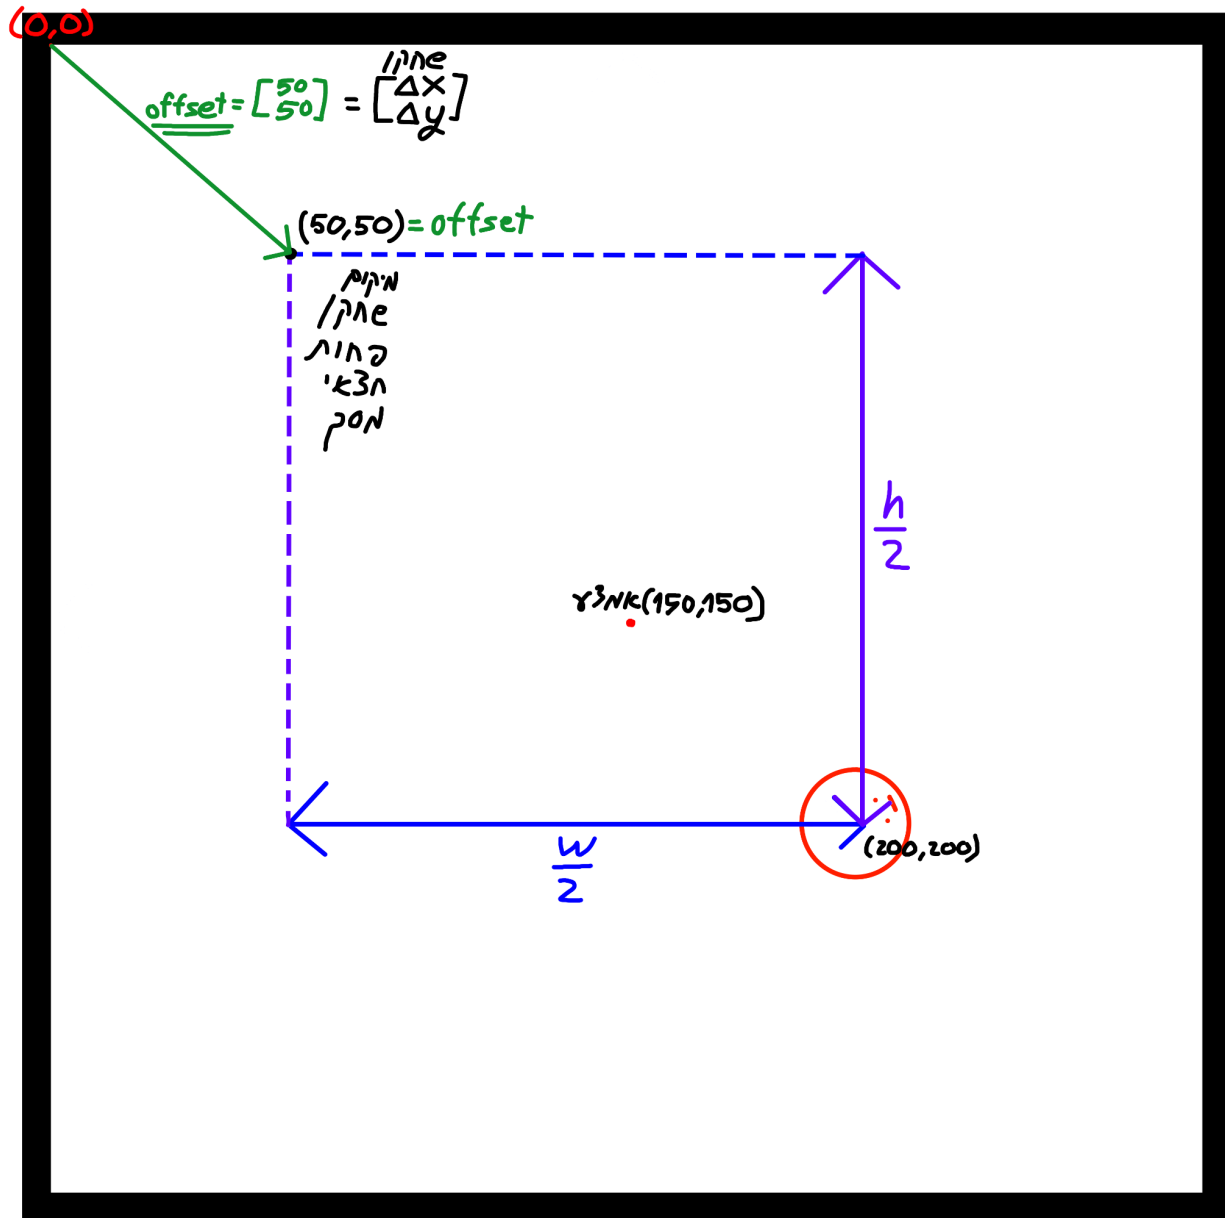 (0,0)
שחקן
offset = [50 50] = [Δx Δy]
(50,50) = offset
מיקום
שחקן
פחות
חצאי
מסך
אמצע (150,150)
h/2
(200,200)
w/2